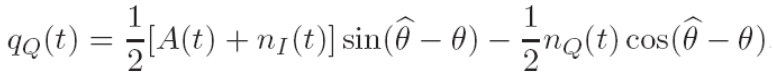 q_Q(t) = \frac{1}{2}[A(t) + n_I(t)] \sin(\widehat{\theta} - \theta) - \frac{1}{2} n_Q(t) \cos(\widehat{\theta} - \theta).